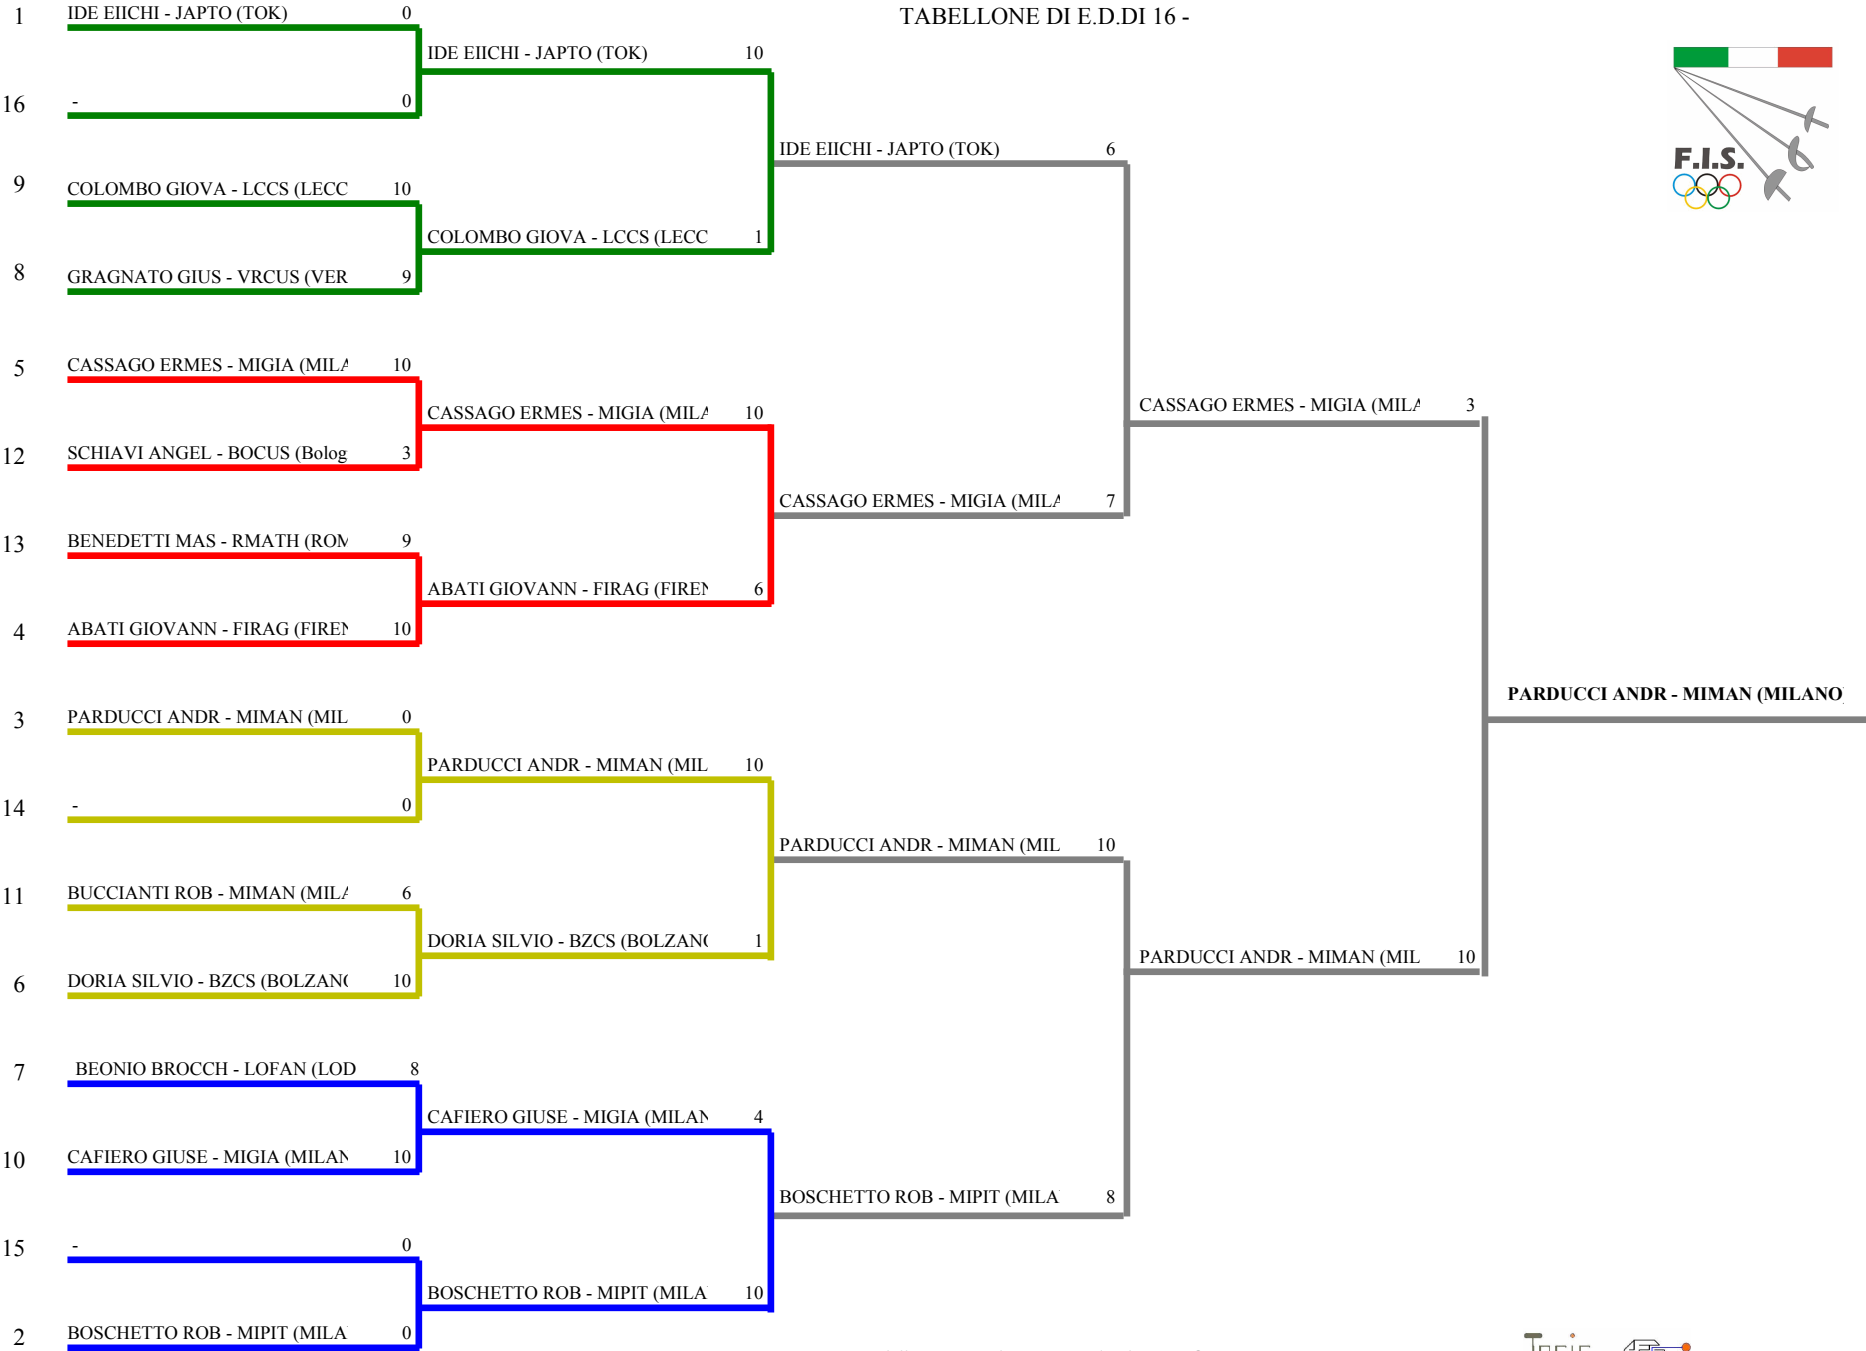 TABELLONE DI E.D.DI 16 -
F.I.S.
1 IDE EIICHI - JAPTO (TOK) 0
IDE EIICHI - JAPTO (TOK) 10
16 - 0
IDE EIICHI - JAPTO (TOK) 6
9 COLOMBO GIOVA - LCCS (LECC 10
COLOMBO GIOVA - LCCS (LECC 1
8 GRAGNATO GIUS - VRCUS (VER 9
5 CASSAGO ERMES - MIGIA (MILA 10
CASSAGO ERMES - MIGIA (MILA 10
CASSAGO ERMES - MIGIA (MILA 3
12 SCHIAVI ANGEL - BOCUS (Bolog 3
CASSAGO ERMES - MIGIA (MILA 7
13 BENEDETTI MAS - RMATH (ROM 9
ABATI GIOVANN - FIRAG (FIREN 6
4 ABATI GIOVANN - FIRAG (FIREN 10
PARDUCCI ANDR - MIMAN (MILANO)
3 PARDUCCI ANDR - MIMAN (MIL 0
PARDUCCI ANDR - MIMAN (MIL 10
14 - 0
PARDUCCI ANDR - MIMAN (MIL 10
11 BUCCIANTI ROB - MIMAN (MILA 6
DORIA SILVIO - BZCS (BOLZANO 1
PARDUCCI ANDR - MIMAN (MIL 10
6 DORIA SILVIO - BZCS (BOLZANO 10
7 BEONIO BROCCH - LOFAN (LOD 8
CAFIERO GIUSE - MIGIA (MILAN 4
10 CAFIERO GIUSE - MIGIA (MILAN 10
BOSCHETTO ROB - MIPIT (MILA 8
15 - 0
BOSCHETTO ROB - MIPIT (MILA 10
2 BOSCHETTO ROB - MIPIT (MILA 0